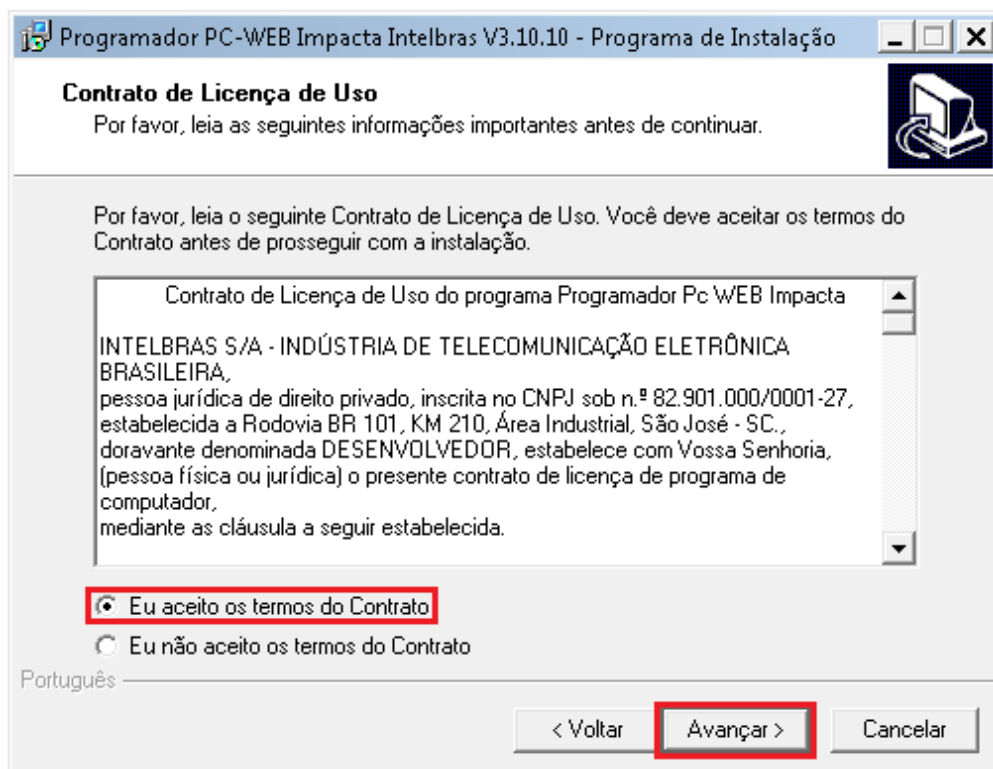 Programador PC-WEB Impacta Intelbras V3.10.10 - Programa de Instalação
Contrato de Licença de Uso
Por favor, leia as seguintes informações importantes antes de continuar.
Por favor, leia o seguinte Contrato de Licença de Uso. Você deve aceitar os termos do
Contrato antes de prosseguir com a instalação.
Contrato de Licença de Uso do programa Programador Pc WEB Impacta
INTELBRAS S/A - INDÚSTRIA DE TELECOMUNICAÇÃO ELETRÔNICA
BRASILEIRA,
pessoa jurídica de direito privado, inscrita no CNPJ sob n.º 82.901.000/0001-27,
estabelecida a Rodovia BR 101, KM 210, Área Industrial, São José - SC.,
doravante denominada DESENVOLVEDOR, estabelece com Vossa Senhoria,
(pessoa física ou jurídica) o presente contrato de licença de programa de
computador,
mediante as cláusula a seguir estabelecida.
Eu aceito os termos do Contrato
Eu não aceito os termos do Contrato
Português
< Voltar
Avançar >
Cancelar